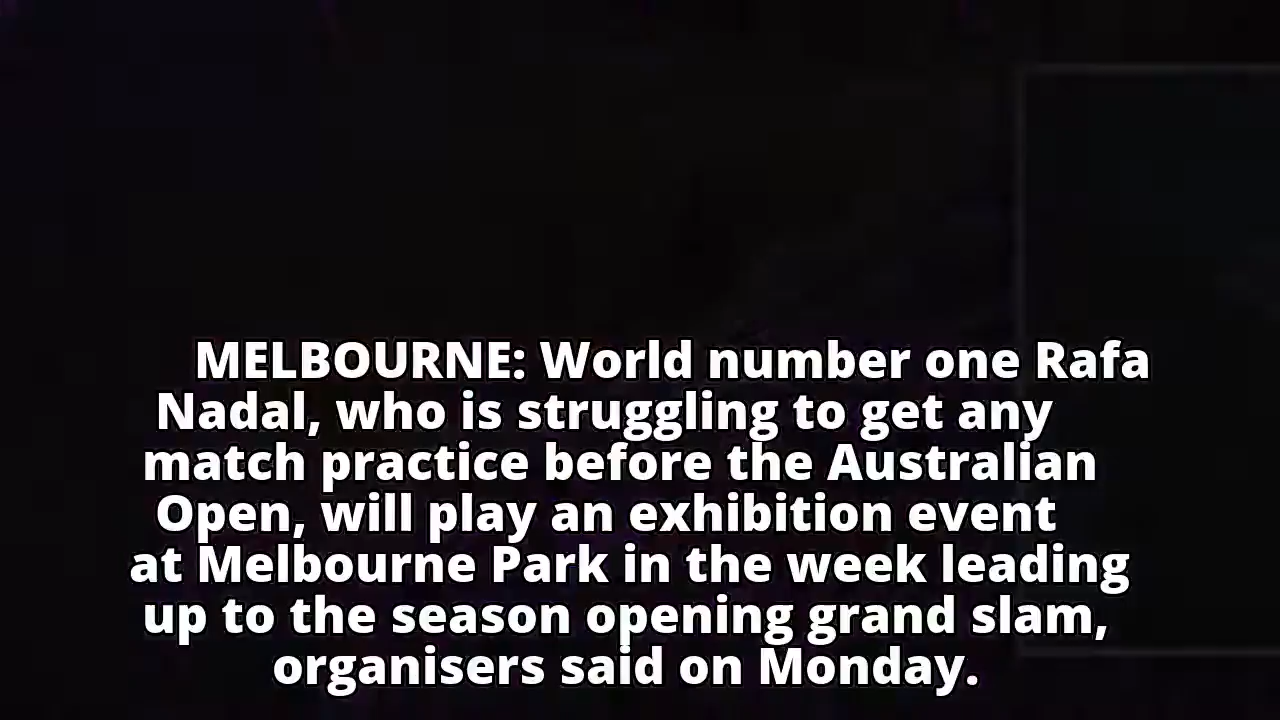 MELBOURNE: World number one Rafa
Nadal, who is struggling to get any
match practice before the Australian
Open, will play an exhibition event
at Melbourne Park in the week leading
up to the season opening grand slam,
organisers said on Monday.